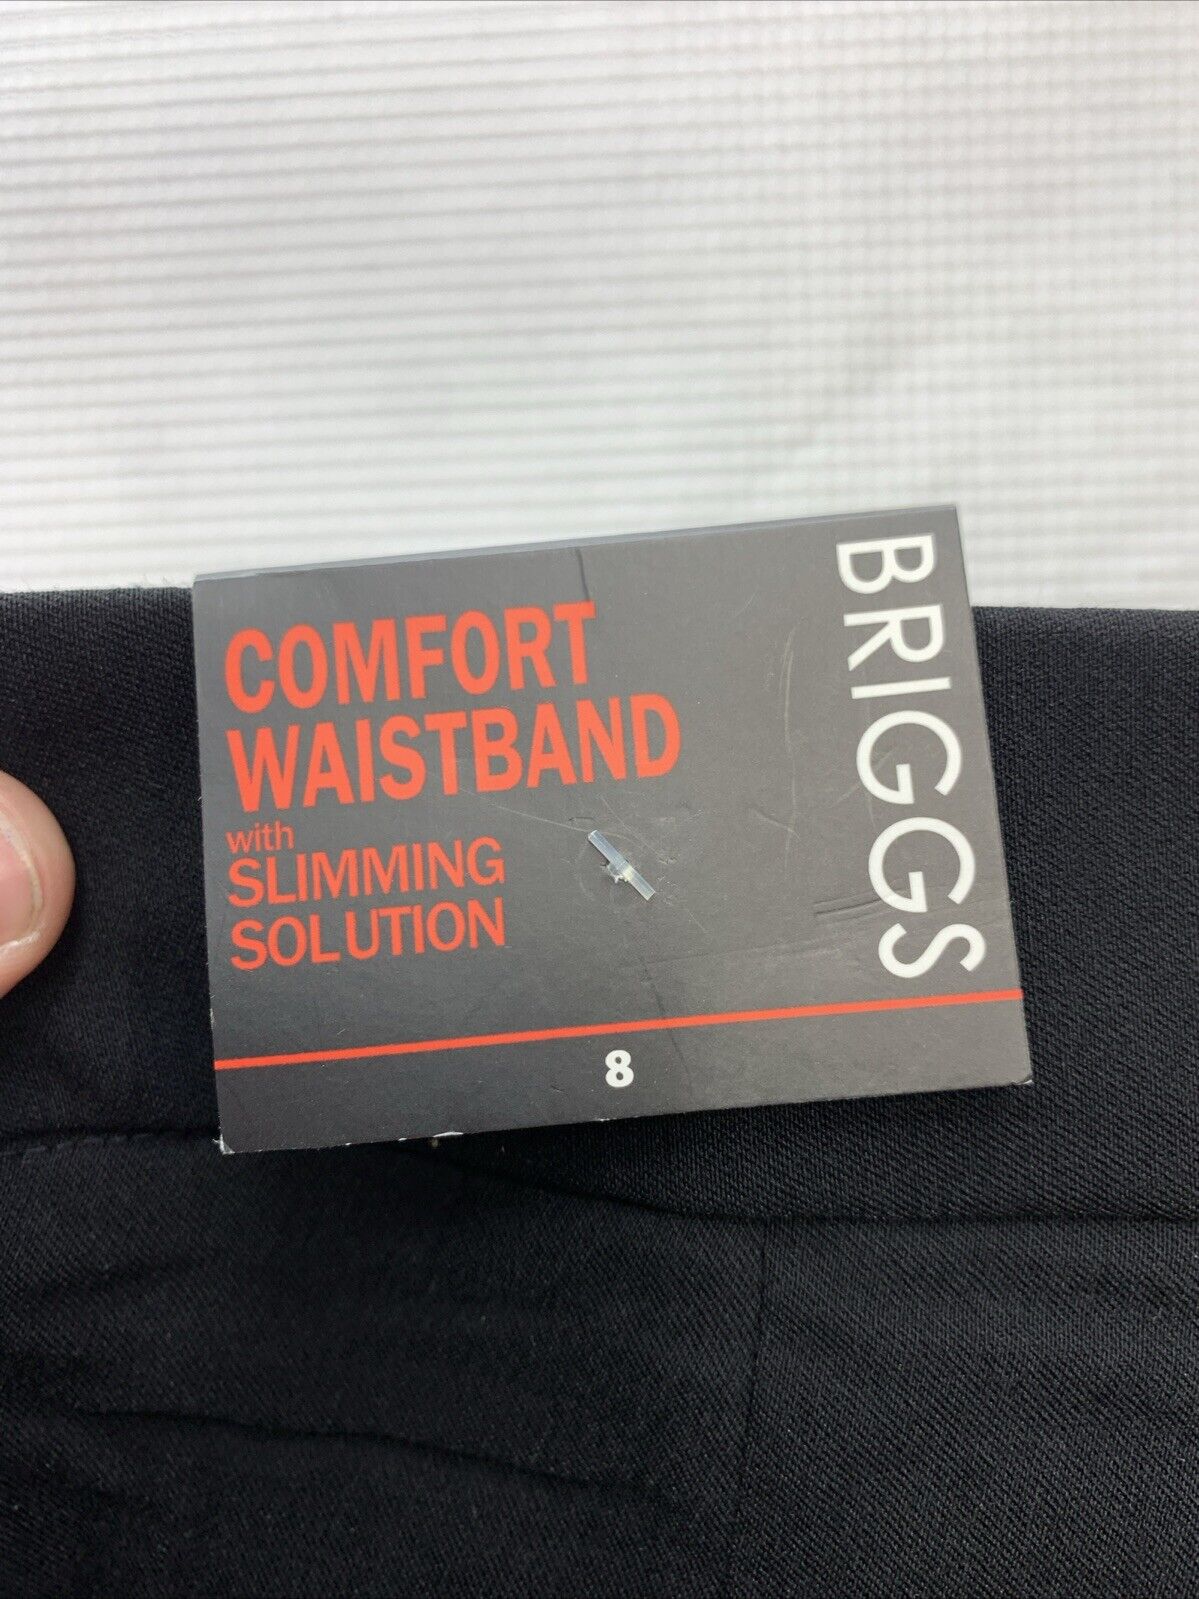 COMFORT
WAISTBAND
with
SLIMMING
SOLUTION
BRIGGS
8